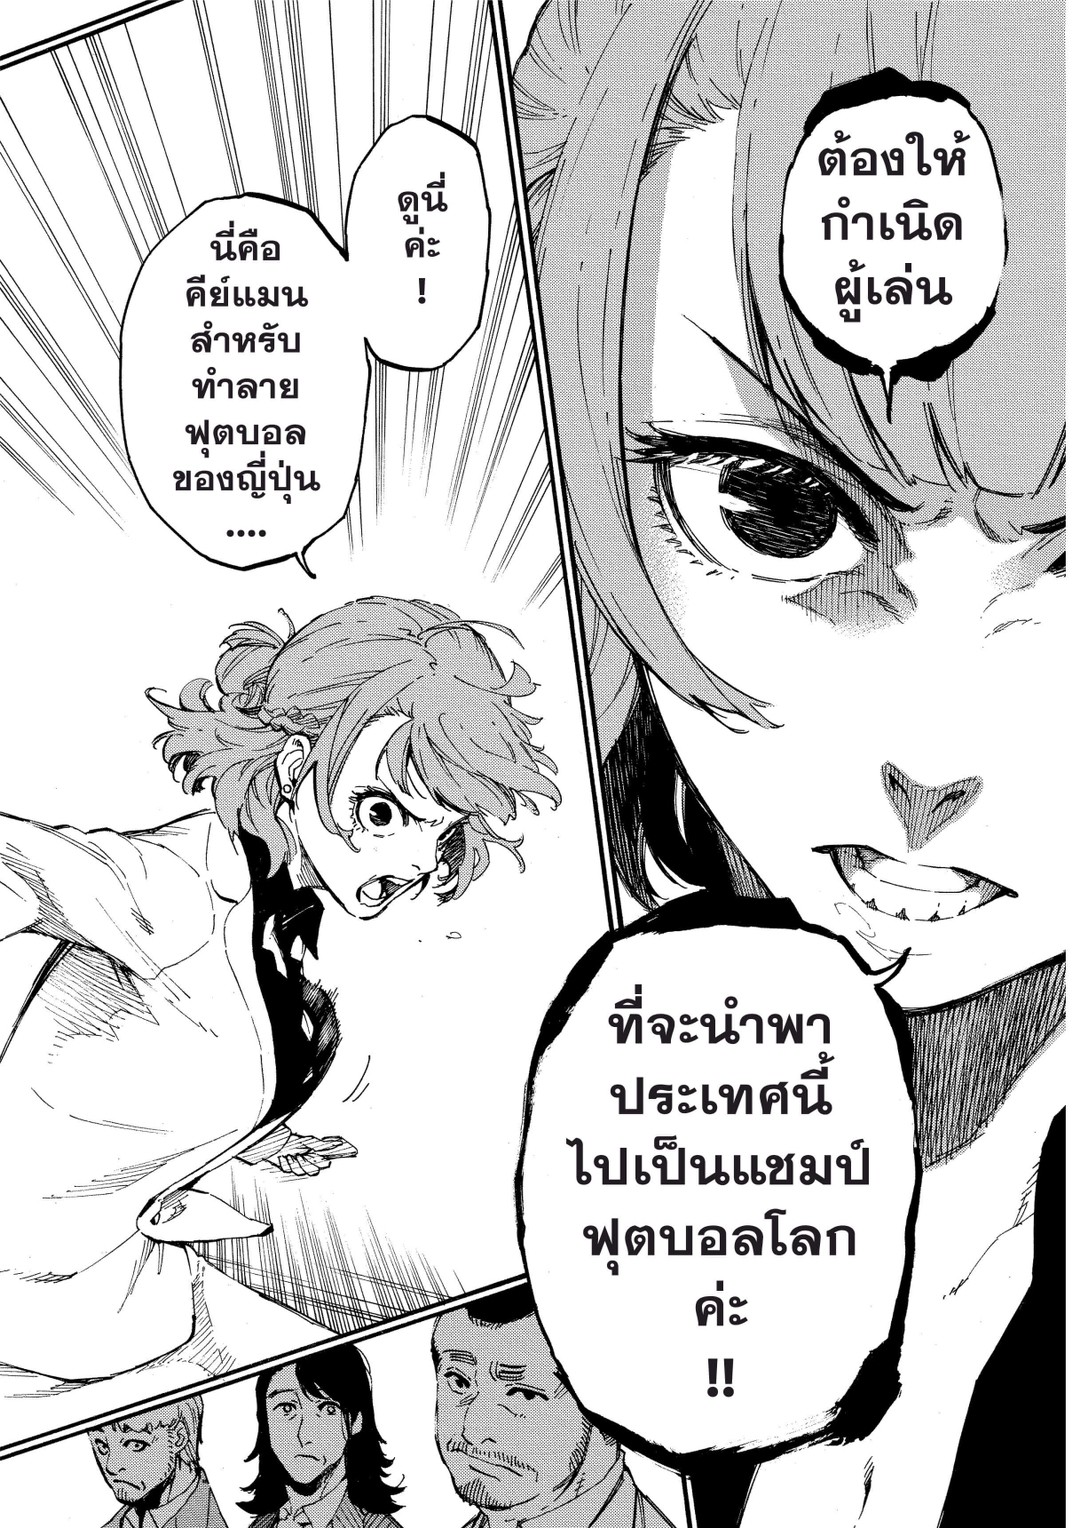 ต้องให้
กำเนิด
ผู้เล่น
ที่จะนำพา
ประเทศนี้
ไปเป็นแชมป์
ฟุตบอลโลก
ค่ะ
!!
ดูนี่
ค่ะ
!
นี่คือ
คีย์แมน
สำหรับ
ทำลาย
ฟุตบอล
ของญี่ปุ่น
....